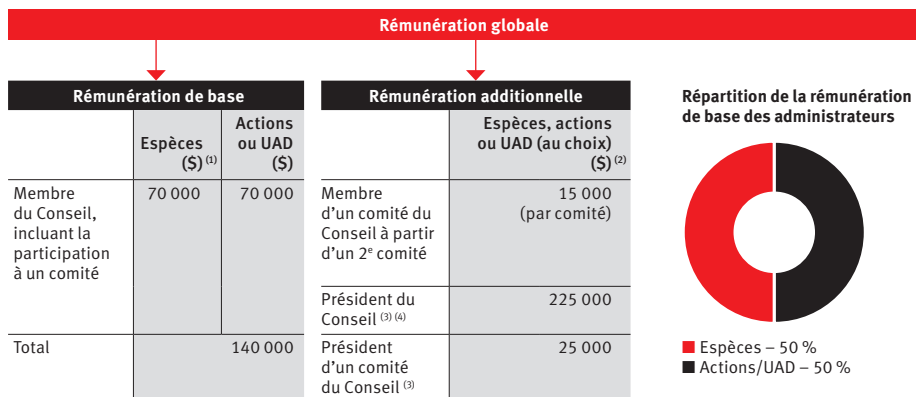 Rémunération globale
Rémunération de base
Espèces
($) (1)
Actions
ou UAD
($)
Membre
du Conseil,
incluant la
participation
à un comité
70 000
70 000
Total
140 000
Rémunération additionnelle
Espèces, actions
ou UAD (au choix)
($) (2)
Membre
d’un comité du
Conseil à partir
d’un 2e comité
15 000
(par comité)
Président du
Conseil (3) (4)
225 000
Président
d’un comité
du Conseil (3)
25 000
Répartition de la rémunération
de base des administrateurs
Espèces – 50 %
Actions/UAD – 50 %